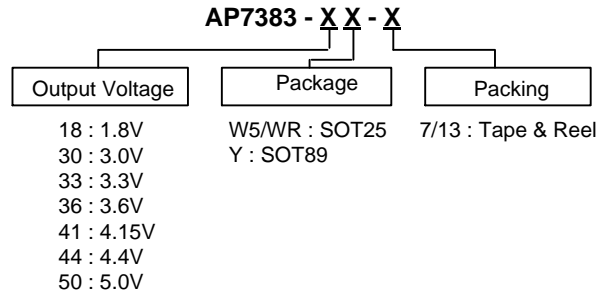 AP7383 - X X - X
Output Voltage
Package
Packing
18 : 1.8V
30 : 3.0V
33 : 3.3V
36 : 3.6V
41 : 4.15V
44 : 4.4V
50 : 5.0V
W5/WR : SOT25
Y : SOT89
7/13 : Tape & Reel